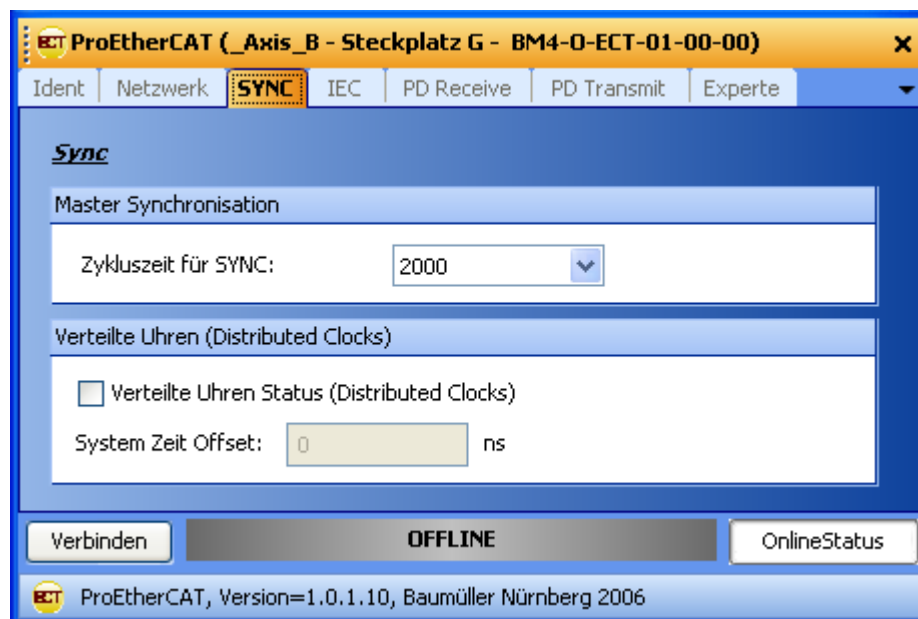 ECT ProEtherCAT (_Axis_B - Steckplatz G - BM4-O-ECT-01-00-00)
Ident Netzwerk SYNC IEC PD Receive PD Transmit Experte
Sync
Master Synchronisation
Zykluszeit für SYNC: 2000
Verteilte Uhren (Distributed Clocks)
Verteilte Uhren Status (Distributed Clocks)
System Zeit Offset: 0 ns
Verbinden OFFLINE OnlineStatus
ECT ProEtherCAT, Version=1.0.1.10, Baumüller Nürnberg 2006